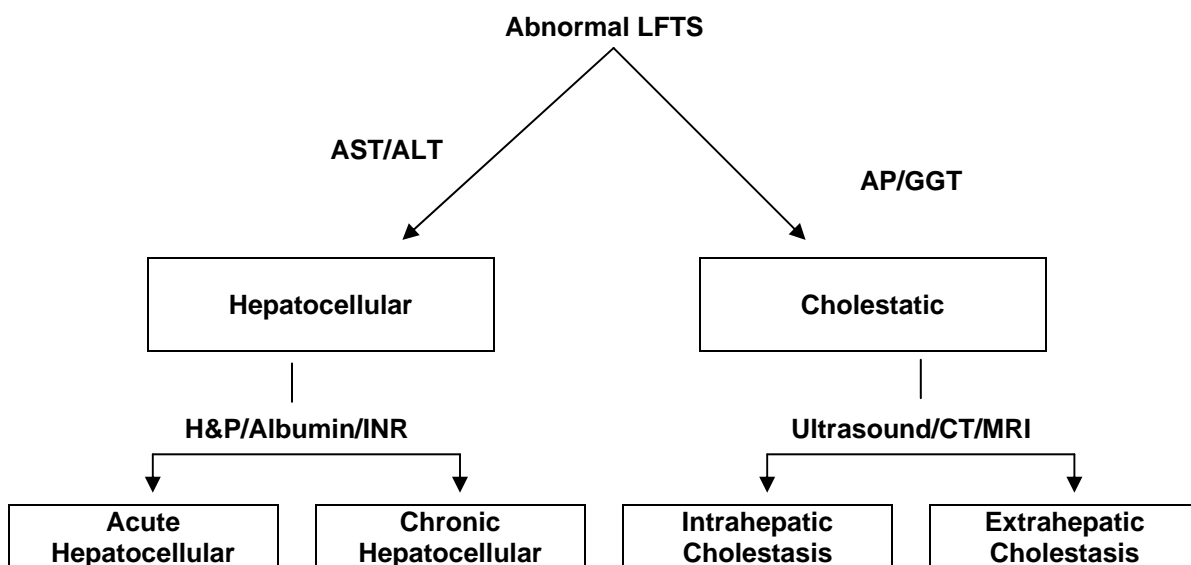 Abnormal LFTS
AST/ALT
AP/GGT
Hepatocellular
Cholestatic
H&P/Albumin/INR
Ultrasound/CT/MRI
Acute
Hepatocellular
Chronic
Hepatocellular
Intrahepatic
Cholestasis
Extrahepatic
Cholestasis